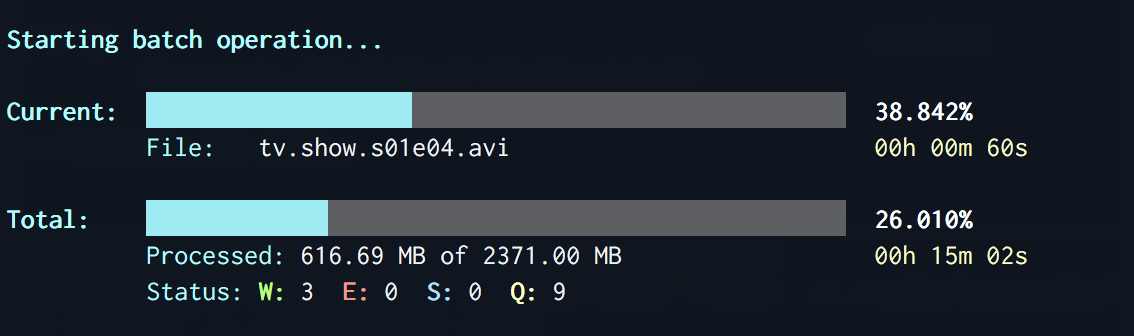 Starting batch operation...
Current: 38.842%
File: tv.show.s01e04.avi 00h 00m 60s
Total: 26.010%
Processed: 616.69 MB of 2371.00 MB 00h 15m 02s
Status: W: 3 E: 0 S: 0 Q: 9